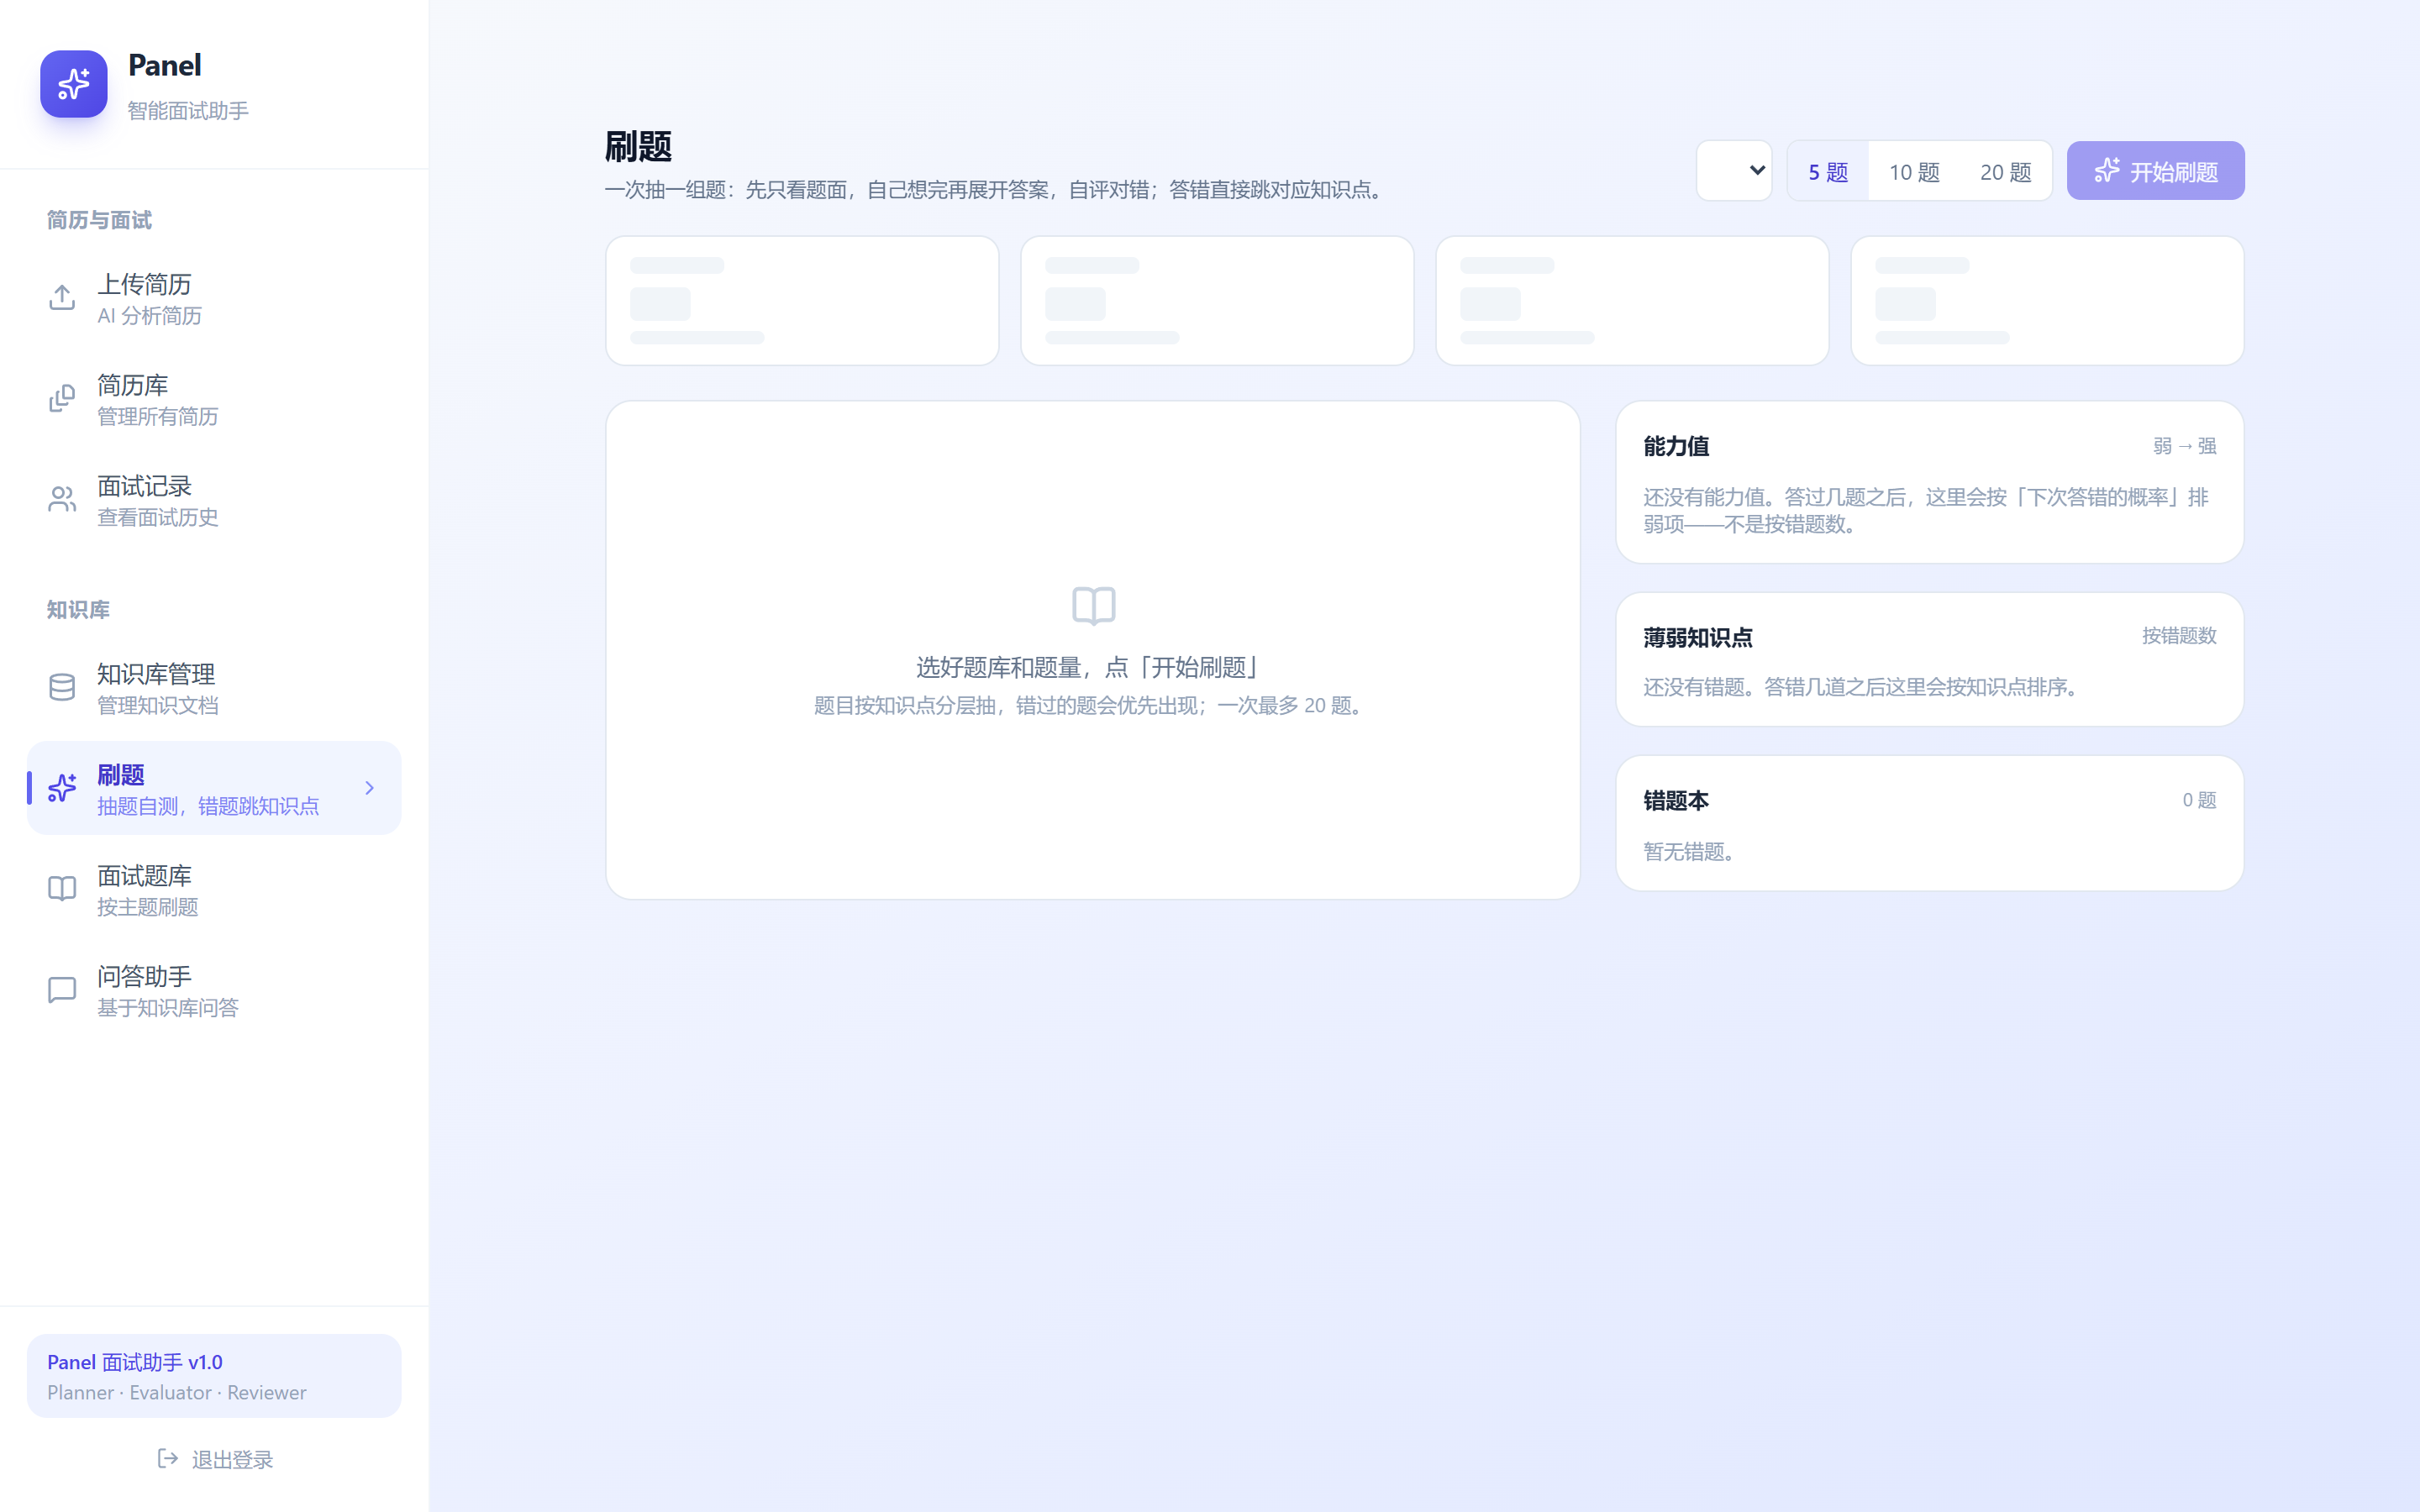 Panel
智能面试助手
简历与面试
上传简历
AI 分析简历
简历库
管理所有简历
面试记录
查看面试历史
知识库
知识库管理
管理知识文档
刷题
抽题自测，错题跳知识点
面试题库
按主题刷题
问答助手
基于知识库问答
Panel 面试助手 v1.0
Planner · Evaluator · Reviewer
退出登录
刷题
一次抽一组题：先只看题面，自己想完再展开答案，自评对错；答错直接跳对应知识点。
5 题
10 题
20 题
开始刷题
选好题库和题量，点「开始刷题」
题目按知识点分层抽，错过的题会优先出现；一次最多 20 题。
能力值
弱 → 强
还没有能力值。答过几题之后，这里会按「下次答错的概率」排
弱项——不是按错题数。
薄弱知识点
按错题数
还没有错题。答错几道之后这里会按知识点排序。
错题本
0 题
暂无错题。